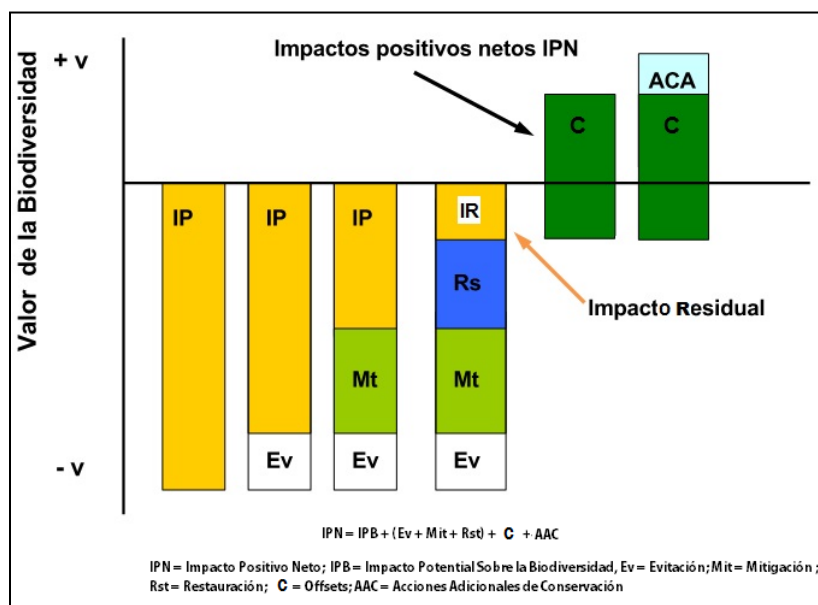 + v
Impactos positivos netos IPN
Valor de la Biodiversidad
ACA
C
C
IP
IP
IP
IR
Rs
Impacto Residual
Mt
Mt
Ev
Ev
Ev
- v
IPN = IPB + (Ev + Mit + Rst) + C + AAC
IPN = Impacto Positivo Neto; IPB = Impacto Potential Sobre la Biodiversidad, Ev = Evitación; Mit = Mitigación ;
Rst = Restauración; C = Offsets; AAC = Acciones Adicionales de Conservación